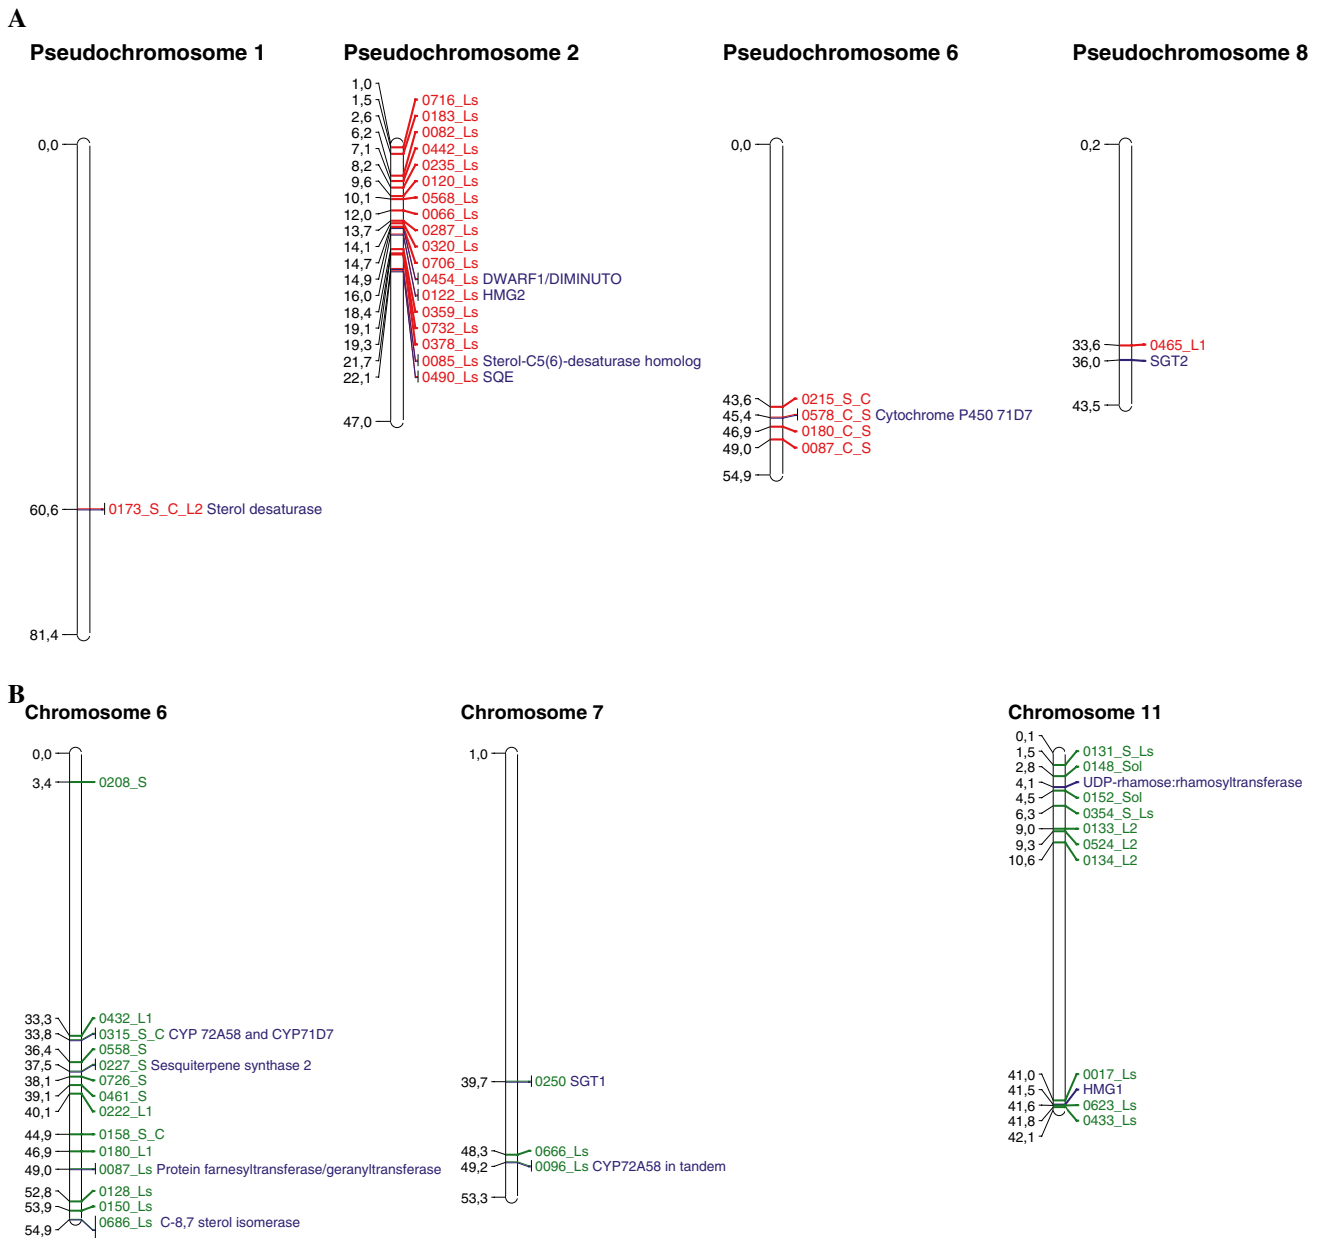 A
Pseudochromosome 1
0,0
60,6 0173_S_C_L2 Sterol desaturase
81,4
Pseudochromosome 2
1,0
1,5 0716_Ls
2,6 0183_Ls
6,2 0082_Ls
7,1 0442_Ls
8,2 0235_Ls
9,6 0120_Ls
10,1 0568_Ls
12,0 0066_Ls
13,7 0287_Ls
14,1 0320_Ls
14,7 0706_Ls
14,9 0454_Ls DWARF1/DIMINUTO
16,0 0122_Ls HMG2
18,4 0359_Ls
19,1 0732_Ls
19,3 0378_Ls
21,7 0085_Ls Sterol-C5(6)-desaturase homolog
22,1 0490_Ls SQE
47,0
Pseudochromosome 6
0,0
43,6 0215_S_C
45,4 0578_C_S Cytochrome P450 71D7
46,9 0180_C_S
49,0 0087_C_S
54,9
Pseudochromosome 8
0,2
33,6 0465_L1
36,0 SGT2
43,5
B
Chromosome 6
0,0
3,4 0208_S
33,3 0432_L1
33,8 0315_S_C CYP 72A58 and CYP71D7
36,4 0558_S
37,5 0227_S Sesquiterpene synthase 2
38,1 0726_S
39,1 0461_S
40,1 0222_L1
44,9 0158_S_C
46,9 0180_L1
49,0 0087_Ls Protein farnesyltransferase/geranyltransferase
52,8 0128_Ls
53,9 0150_Ls
54,9 0686_Ls C-8,7 sterol isomerase
Chromosome 7
1,0
39,7 0250 SGT1
48,3 0666_Ls
49,2 0096_Ls CYP72A58 in tandem
53,3
Chromosome 11
0,1
1,5 0131_S_Ls
2,8 0148_Sol
4,1 UDP-rhamose:rhamosyltransferase
4,5 0152_Sol
6,3 0354_S_Ls
9,0 0133_L2
9,3 0524_L2
10,6 0134_L2
41,0 0017_Ls
41,5 HMG1
41,6 0623_Ls
41,8 0433_Ls
42,1